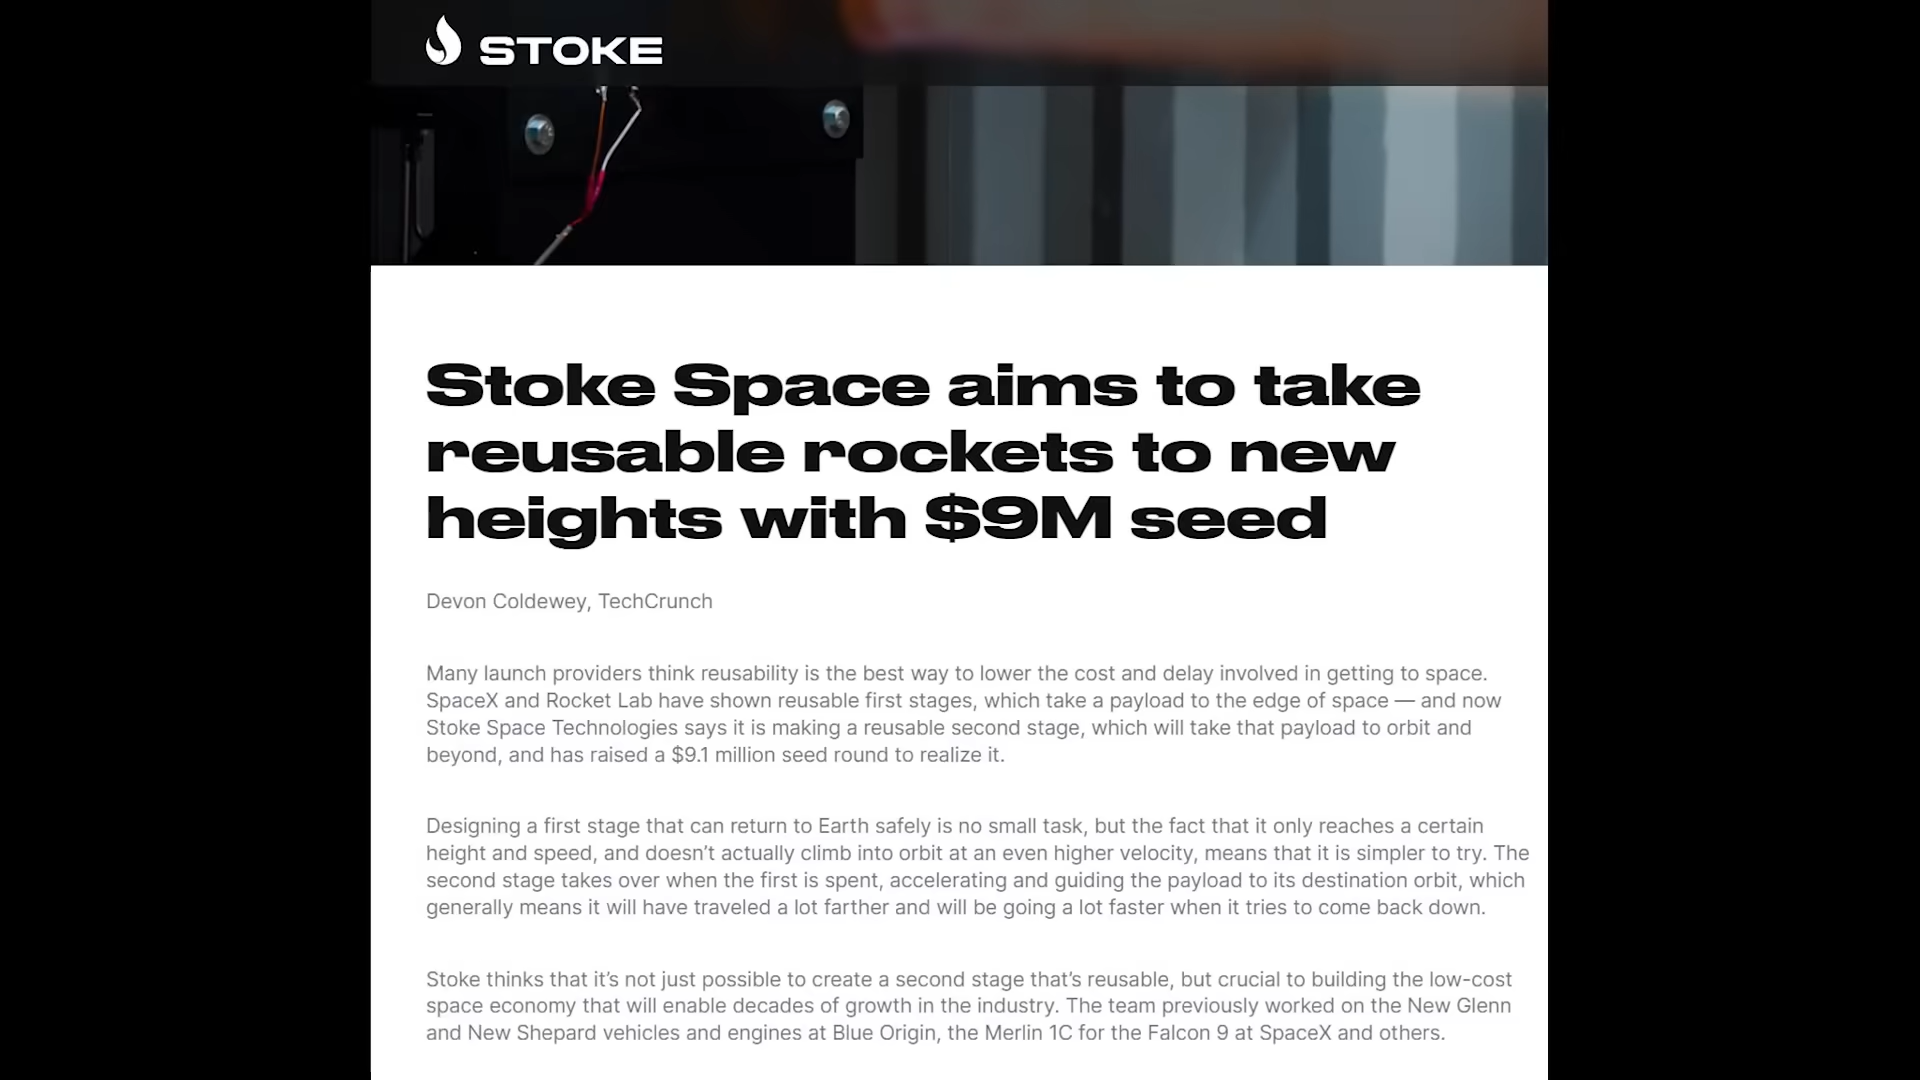 STOKE
Stoke Space aims to take
reusable rockets to new
heights with $9M seed
Devon Coldewey, TechCrunch
Many launch providers think reusability is the best way to lower the cost and delay involved in getting to space.
SpaceX and Rocket Lab have shown reusable first stages, which take a payload to the edge of space — and now
Stoke Space Technologies says it is making a reusable second stage, which will take that payload to orbit and
beyond, and has raised a $9.1 million seed round to realize it.
Designing a first stage that can return to Earth safely is no small task, but the fact that it only reaches a certain
height and speed, and doesn’t actually climb into orbit at an even higher velocity, means that it is simpler to try. The
second stage takes over when the first is spent, accelerating and guiding the payload to its destination orbit, which
generally means it will have traveled a lot farther and will be going a lot faster when it tries to come back down.
Stoke thinks that it’s not just possible to create a second stage that’s reusable, but crucial to building the low-cost
space economy that will enable decades of growth in the industry. The team previously worked on the New Glenn
and New Shepard vehicles and engines at Blue Origin, the Merlin 1C for the Falcon 9 at SpaceX and others.